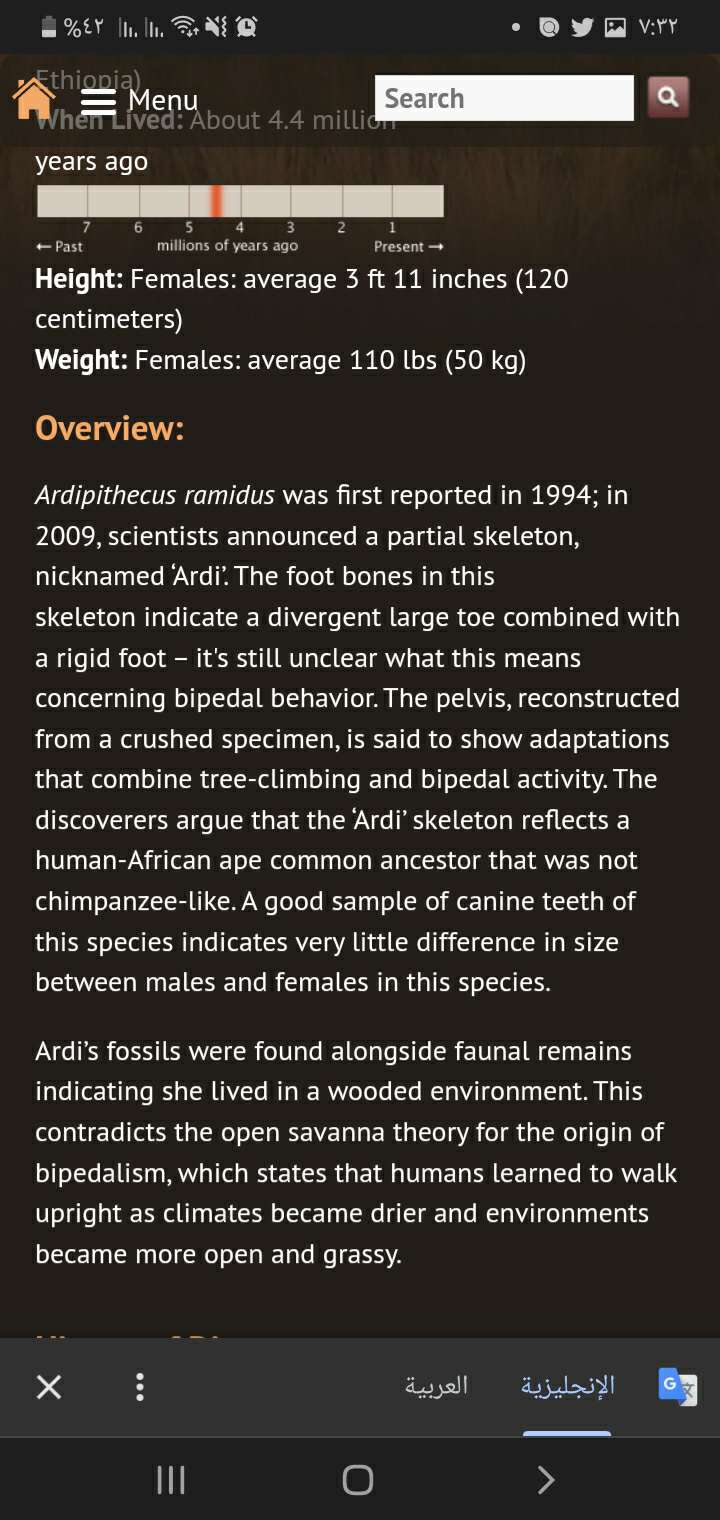 %٤٢
٧:٣٢
Ethiopia)
Menu
Search
When Lived: About 4.4 million
years ago
7 6 5 4 3 2 1
← Past millions of years ago Present →
Height: Females: average 3 ft 11 inches (120
centimeters)
Weight: Females: average 110 lbs (50 kg)
Overview:
Ardipithecus ramidus was first reported in 1994; in
2009, scientists announced a partial skeleton,
nicknamed ‘Ardi’. The foot bones in this
skeleton indicate a divergent large toe combined with
a rigid foot – it's still unclear what this means
concerning bipedal behavior. The pelvis, reconstructed
from a crushed specimen, is said to show adaptations
that combine tree-climbing and bipedal activity. The
discoverers argue that the ‘Ardi’ skeleton reflects a
human-African ape common ancestor that was not
chimpanzee-like. A good sample of canine teeth of
this species indicates very little difference in size
between males and females in this species.
Ardi’s fossils were found alongside faunal remains
indicating she lived in a wooded environment. This
contradicts the open savanna theory for the origin of
bipedalism, which states that humans learned to walk
upright as climates became drier and environments
became more open and grassy.
الإنجليزية
العربية